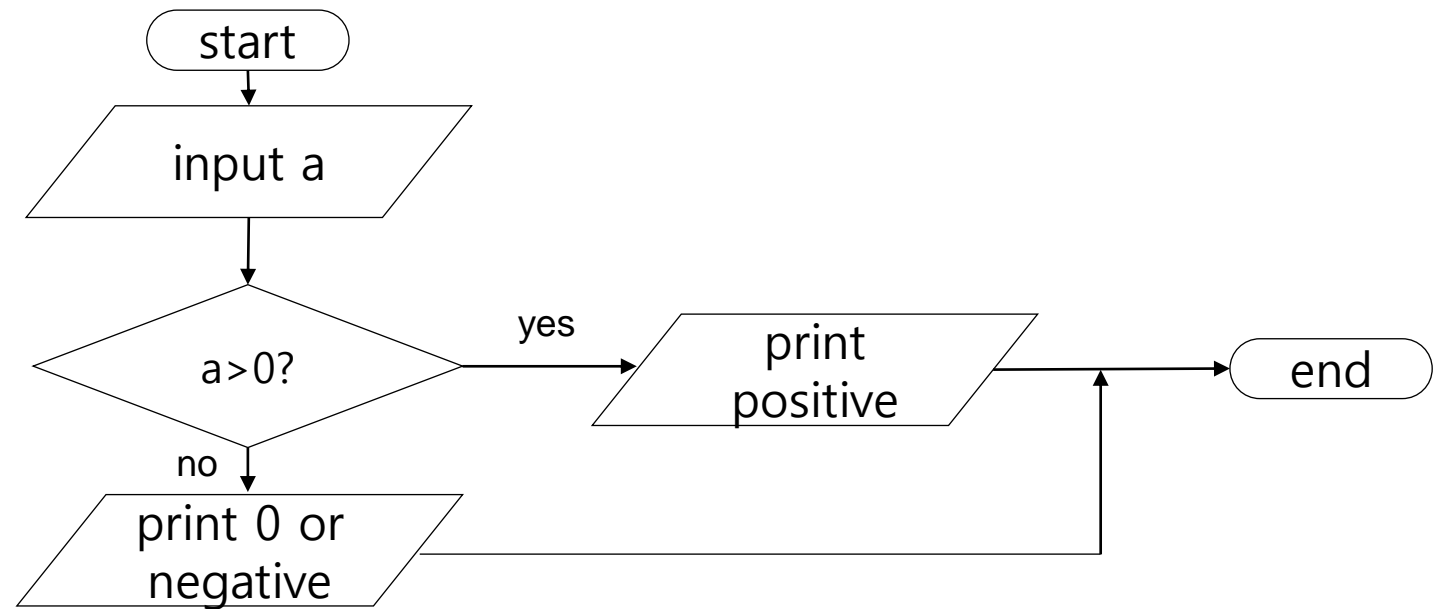 start
input a
a>0?
yes
print
positive
end
no
print 0 or
negative